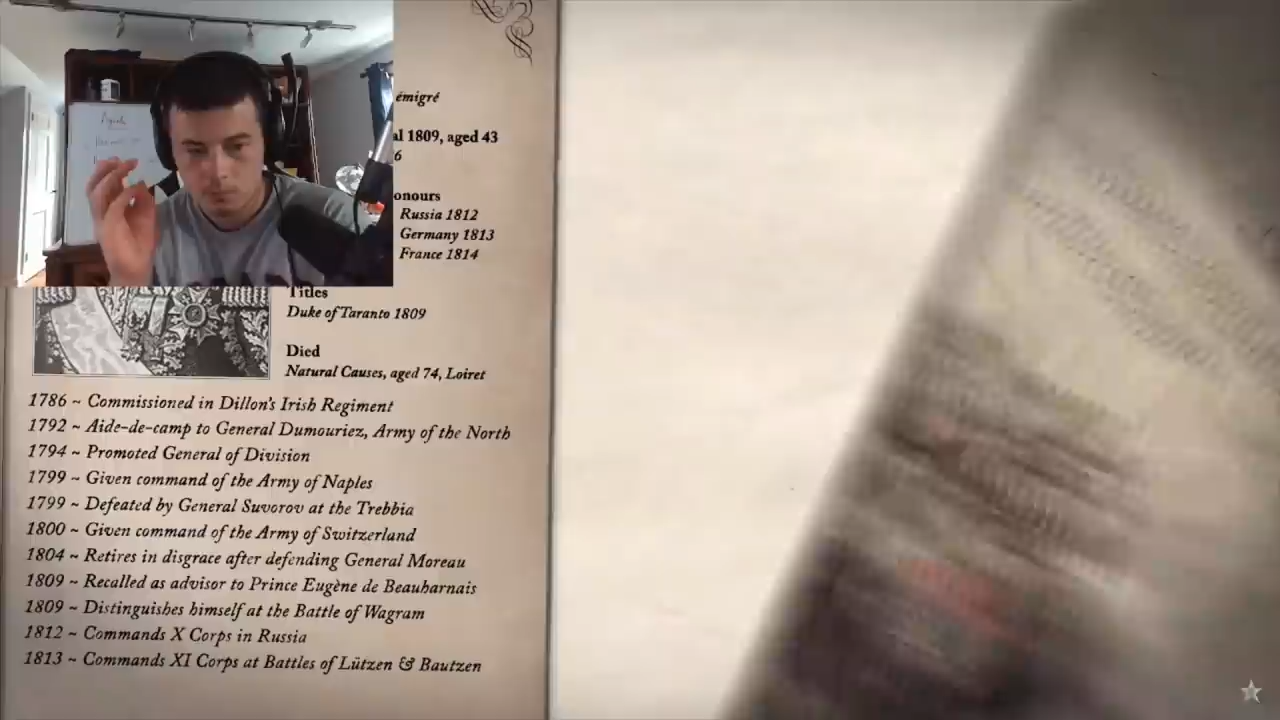 émigré
al 1809, aged 43
6
onours
Russia 1812
Germany 1813
France 1814
Titles
Duke of Taranto 1809
Died
Natural Causes, aged 74, Loiret
1786 ~ Commissioned in Dillon's Irish Regiment
1792 ~ Aide-de-camp to General Dumouriez, Army of the North
1794 ~ Promoted General of Division
1799 ~ Given command of the Army of Naples
1799 ~ Defeated by General Suvorov at the Trebbia
1800 ~ Given command of the Army of Switzerland
1804 ~ Retires in disgrace after defending General Moreau
1809 ~ Recalled as advisor to Prince Eugène de Beauharnais
1809 ~ Distinguishes himself at the Battle of Wagram
1812 ~ Commands X Corps in Russia
1813 ~ Commands XI Corps at Battles of Lützen & Bautzen